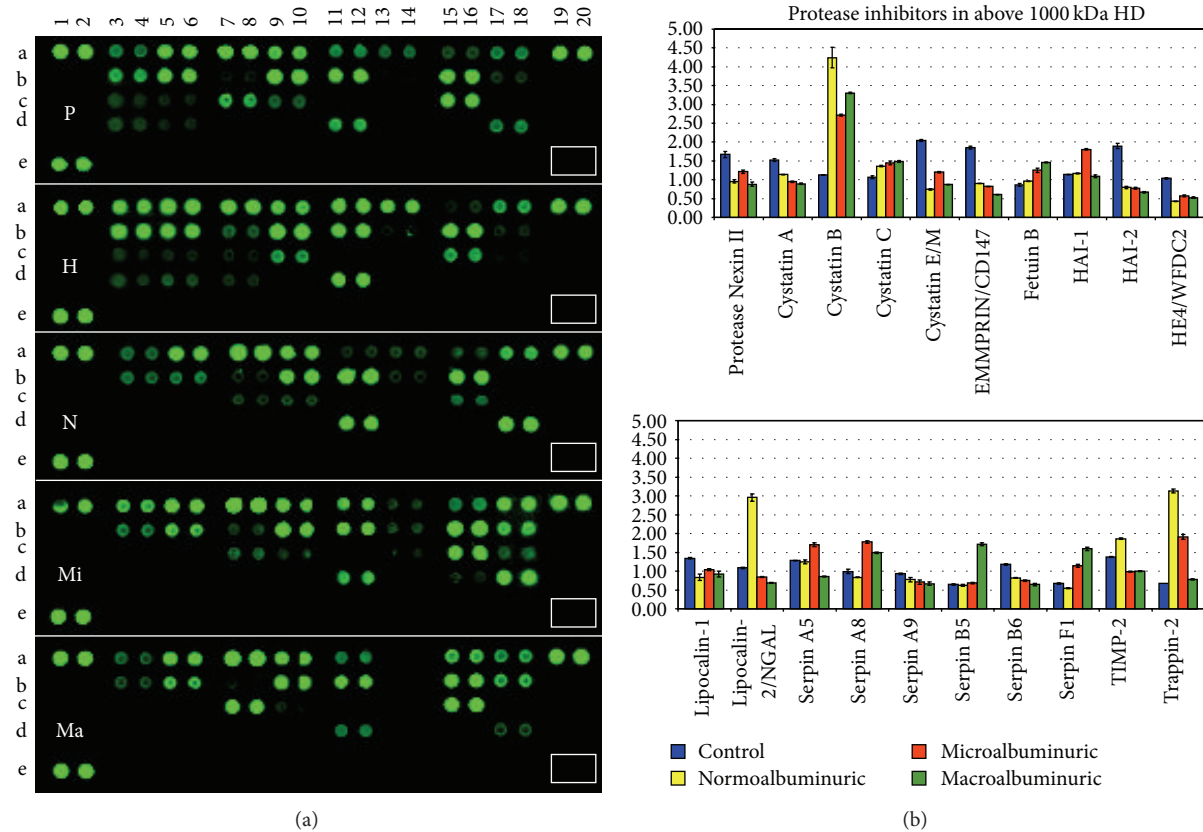 1 2 3 4 5 6 7 8 9 10 11 12 13 14 15 16 17 18 19 20
a
b
c
d
e
P
a
b
c
d
e
H
a
b
c
d
e
N
a
b
c
d
e
Mi
a
b
c
d
e
Ma
(a)
Protease inhibitors in above 1000 kDa HD
5.00
4.50
4.00
3.50
3.00
2.50
2.00
1.50
1.00
0.50
0.00
Protease Nexin II
Cystatin A
Cystatin B
Cystatin C
Cystatin E/M
EMMPRIN/CD147
Fetuin B
HAI-1
HAI-2
HE4/WFDC2
5.00
4.50
4.00
3.50
3.00
2.50
2.00
1.50
1.00
0.50
0.00
Lipocalin-1
Lipocalin-
2/NGAL
Serpin A5
Serpin A8
Serpin A9
Serpin B5
Serpin B6
Serpin F1
TIMP-2
Trappin-2
Control
Normoalbuminuric
Microalbuminuric
Macroalbuminuric
(b)